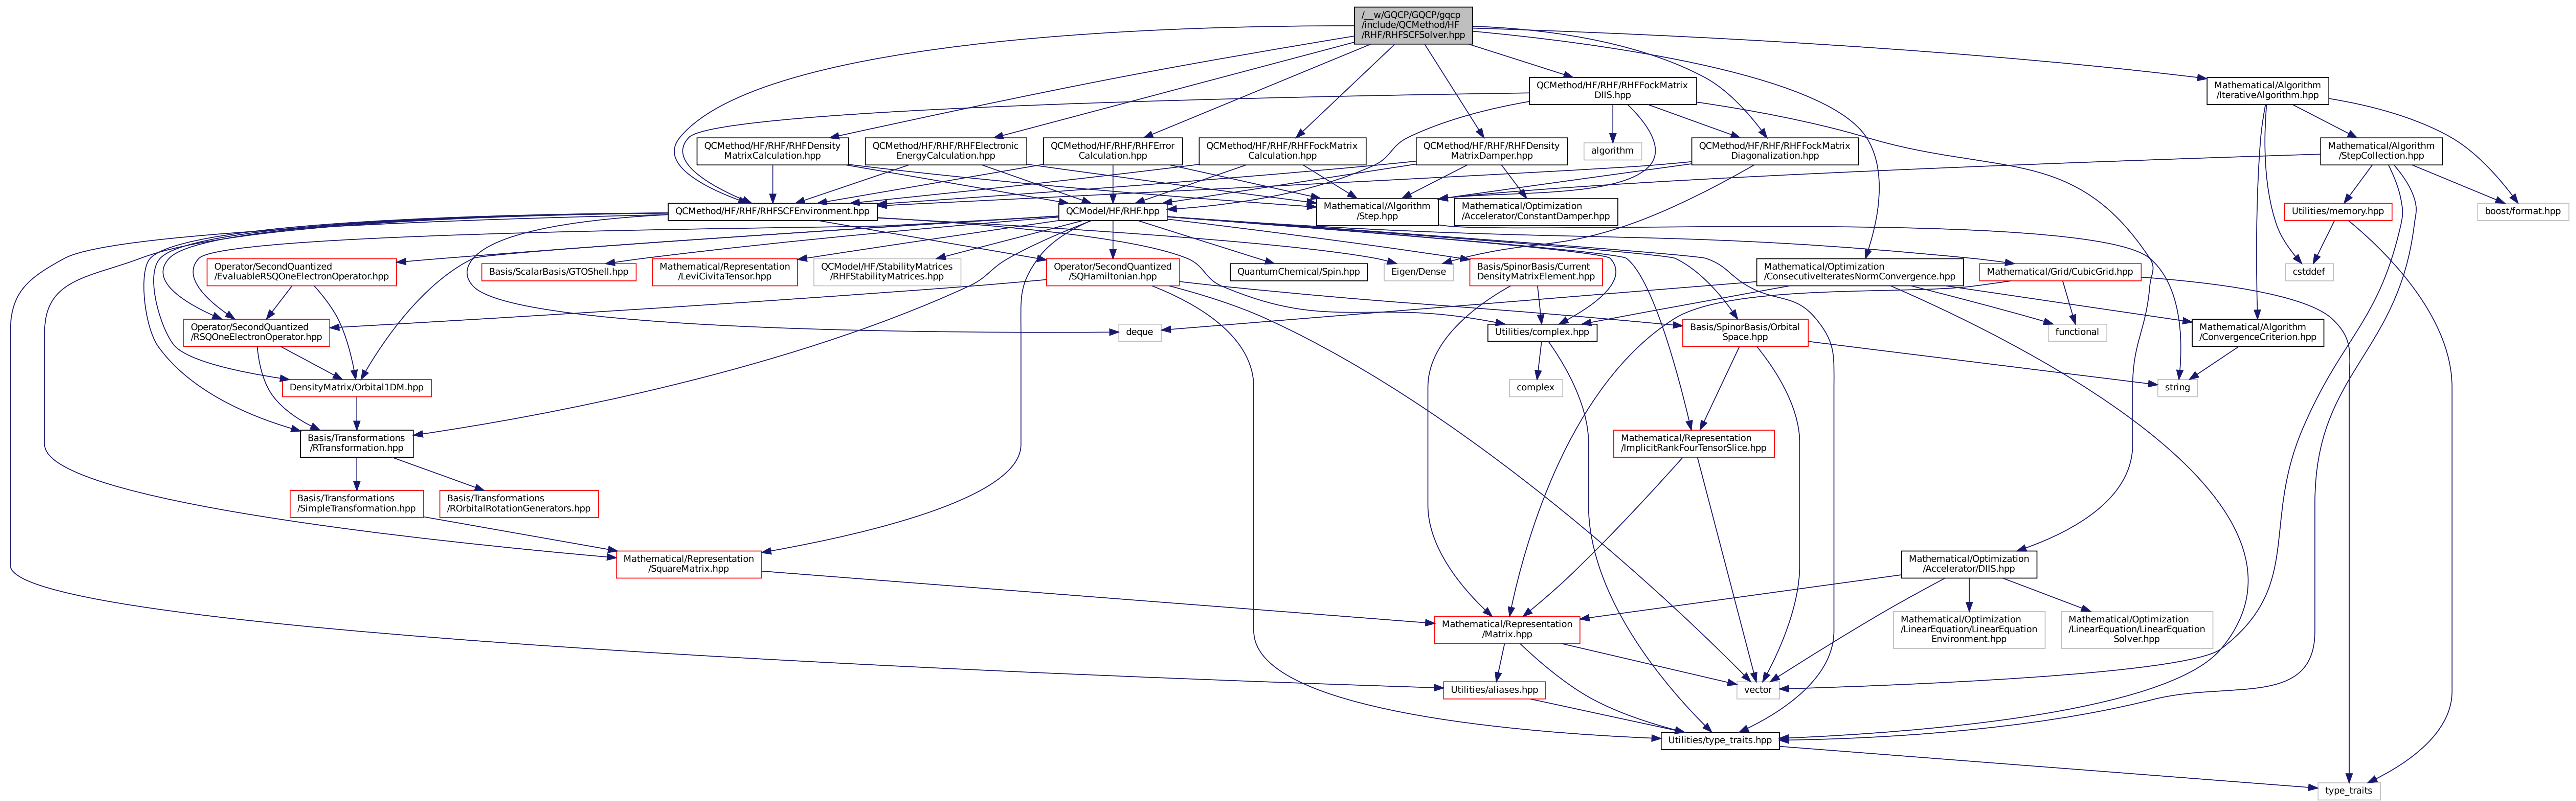 /__w/GQCP/GQCP/gqcp
/include/QCMethod/HF
/RHF/RHFSCFSolver.hpp
QCMethod/HF/RHF/RHFFockMatrix
DIIS.hpp
Mathematical/Algorithm
/IterativeAlgorithm.hpp
QCMethod/HF/RHF/RHFDensity
MatrixCalculation.hpp
QCMethod/HF/RHF/RHFElectronic
EnergyCalculation.hpp
QCMethod/HF/RHF/RHFError
Calculation.hpp
QCMethod/HF/RHF/RHFFockMatrix
Calculation.hpp
QCMethod/HF/RHF/RHFDensity
MatrixDamper.hpp
algorithm
QCMethod/HF/RHF/RHFFockMatrix
Diagonalization.hpp
Mathematical/Algorithm
/StepCollection.hpp
QCMethod/HF/RHF/RHFSCFEnvironment.hpp
QCModel/HF/RHF.hpp
Mathematical/Algorithm
/Step.hpp
Mathematical/Optimization
/Accelerator/ConstantDamper.hpp
Utilities/memory.hpp
boost/format.hpp
Operator/SecondQuantized
/EvaluableRSQOneElectronOperator.hpp
Basis/ScalarBasis/GTOShell.hpp
Mathematical/Representation
/LeviCivitaTensor.hpp
QCModel/HF/StabilityMatrices
/RHFStabilityMatrices.hpp
Operator/SecondQuantized
/SQHamiltonian.hpp
QuantumChemical/Spin.hpp
Eigen/Dense
Basis/SpinorBasis/Current
DensityMatrixElement.hpp
Mathematical/Optimization
/ConsecutiveIteratesNormConvergence.hpp
Mathematical/Grid/CubicGrid.hpp
cstddef
Operator/SecondQuantized
/RSQOneElectronOperator.hpp
deque
Utilities/complex.hpp
Basis/SpinorBasis/Orbital
Space.hpp
functional
Mathematical/Algorithm
/ConvergenceCriterion.hpp
DensityMatrix/Orbital1DM.hpp
complex
string
Basis/Transformations
/RTransformation.hpp
Mathematical/Representation
/ImplicitRankFourTensorSlice.hpp
Basis/Transformations
/SimpleTransformation.hpp
Basis/Transformations
/ROrbitalRotationGenerators.hpp
Mathematical/Representation
/SquareMatrix.hpp
Mathematical/Optimization
/Accelerator/DIIS.hpp
Mathematical/Representation
/Matrix.hpp
Mathematical/Optimization
/LinearEquation/LinearEquation
Environment.hpp
Mathematical/Optimization
/LinearEquation/LinearEquation
Solver.hpp
Utilities/aliases.hpp
vector
Utilities/type_traits.hpp
type_traits